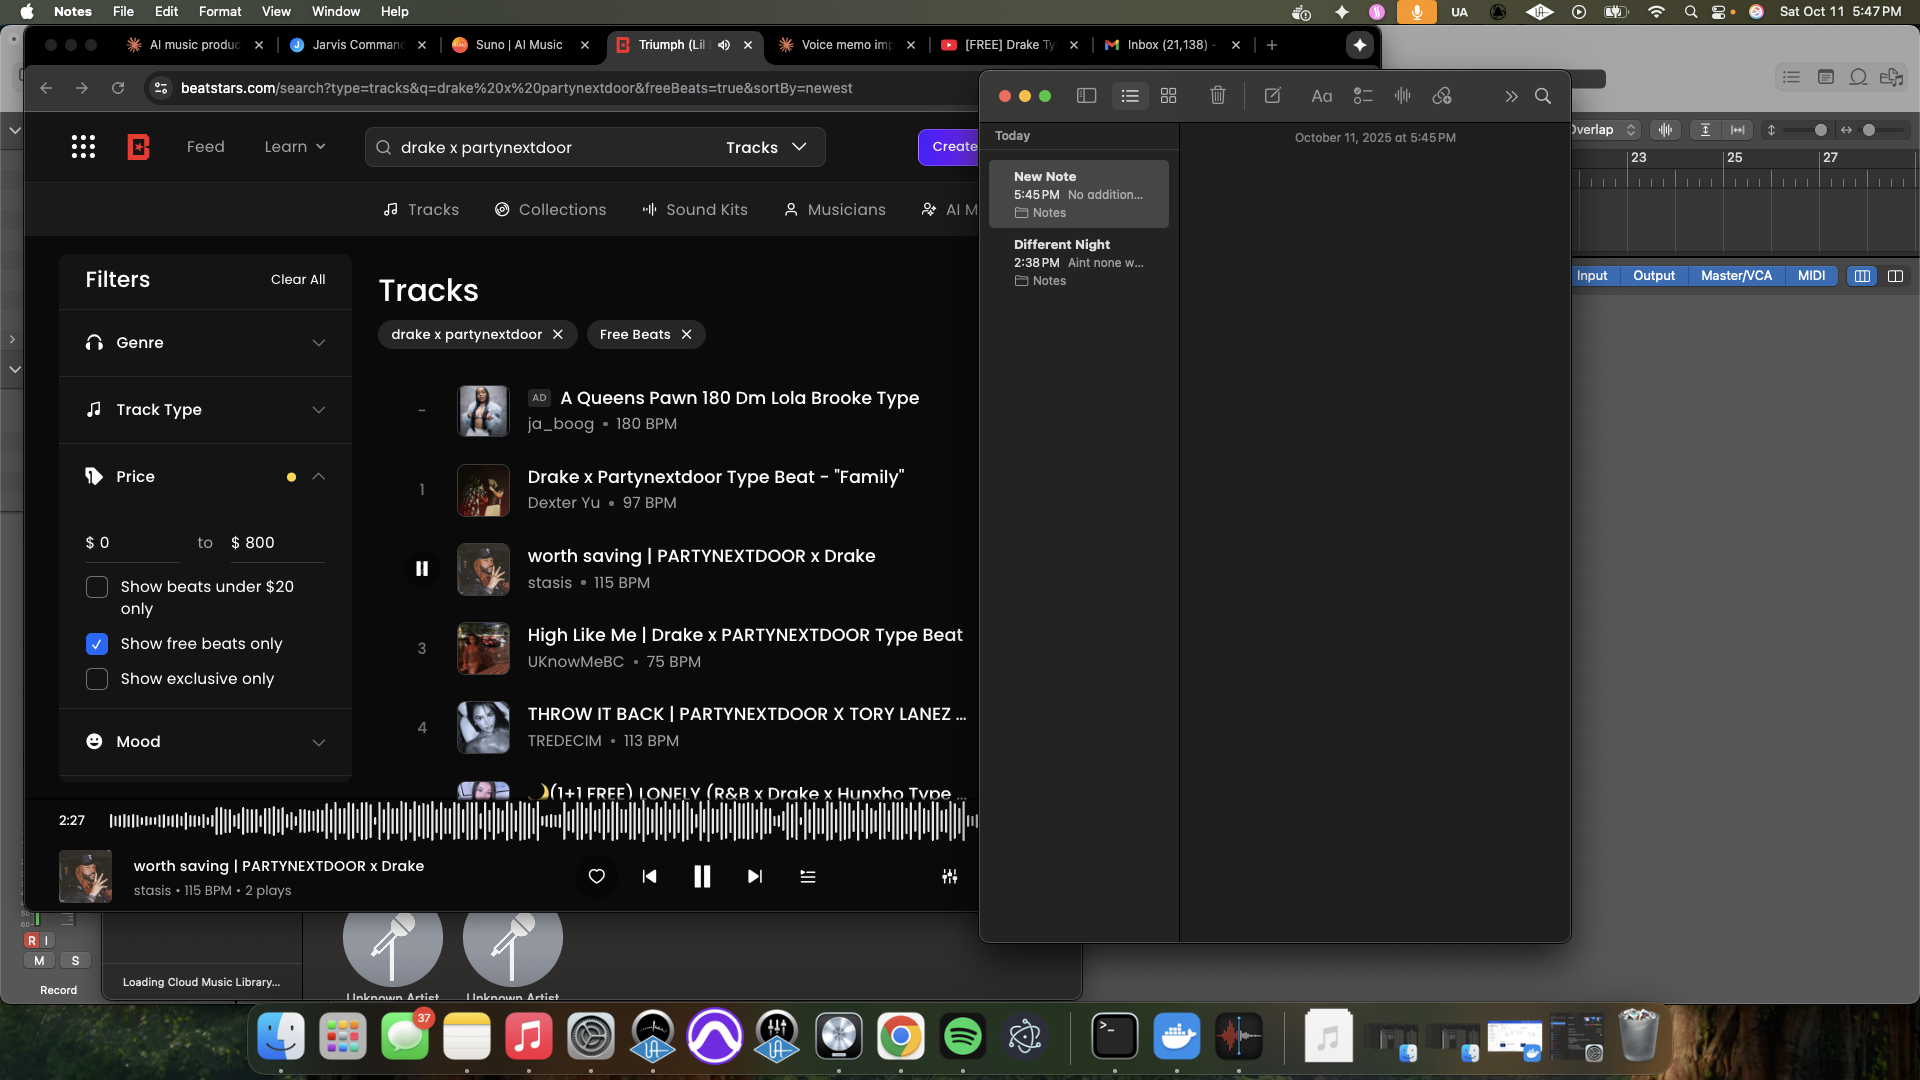 Notes File Edit Format View Window Help UA Sat Oct 11 5:47 PM
AI music produc Jarvis Comman Suno | AI Music Triumph (Lil Voice memo imp [FREE] Drake Ty Inbox (21,138) -
beatstars.com/search?type=tracks&q=drake%20x%20partynextdoor&freeBeats=true&sortBy=newest
Feed Learn drake x partynextdoor Tracks Create
Tracks Collections Sound Kits Musicians AI M
Filters Clear All
Genre
Track Type
Price
$ 0 to $ 800
Show beats under $20
only
Show free beats only
Show exclusive only
Mood
Tracks
drake x partynextdoor Free Beats
-
AD A Queens Pawn 180 Dm Lola Brooke Type
ja_boog • 180 BPM
1
Drake x Partynextdoor Type Beat - "Family"
Dexter Yu • 97 BPM
worth saving | PARTYNEXTDOOR x Drake
stasis • 115 BPM
3
High Like Me | Drake x PARTYNEXTDOOR Type Beat
UKnowMeBC • 75 BPM
4
THROW IT BACK | PARTYNEXTDOOR X TORY LANEZ ...
TREDECIM • 113 BPM
🌙(1+1 FREE) LONELY (R&B x Drake x Hunxho Type ...
2:27
worth saving | PARTYNEXTDOOR x Drake
stasis • 115 BPM • 2 plays
Today
New Note
5:45 PM No addition...
Notes
Different Night
2:38 PM Aint none w...
Notes
October 11, 2025 at 5:45 PM
Overlap
23 25 27
Input Output Master/VCA MIDI
R I
M S
Record
Loading Cloud Music Library...
Unknown Artist Unknown Artist
37